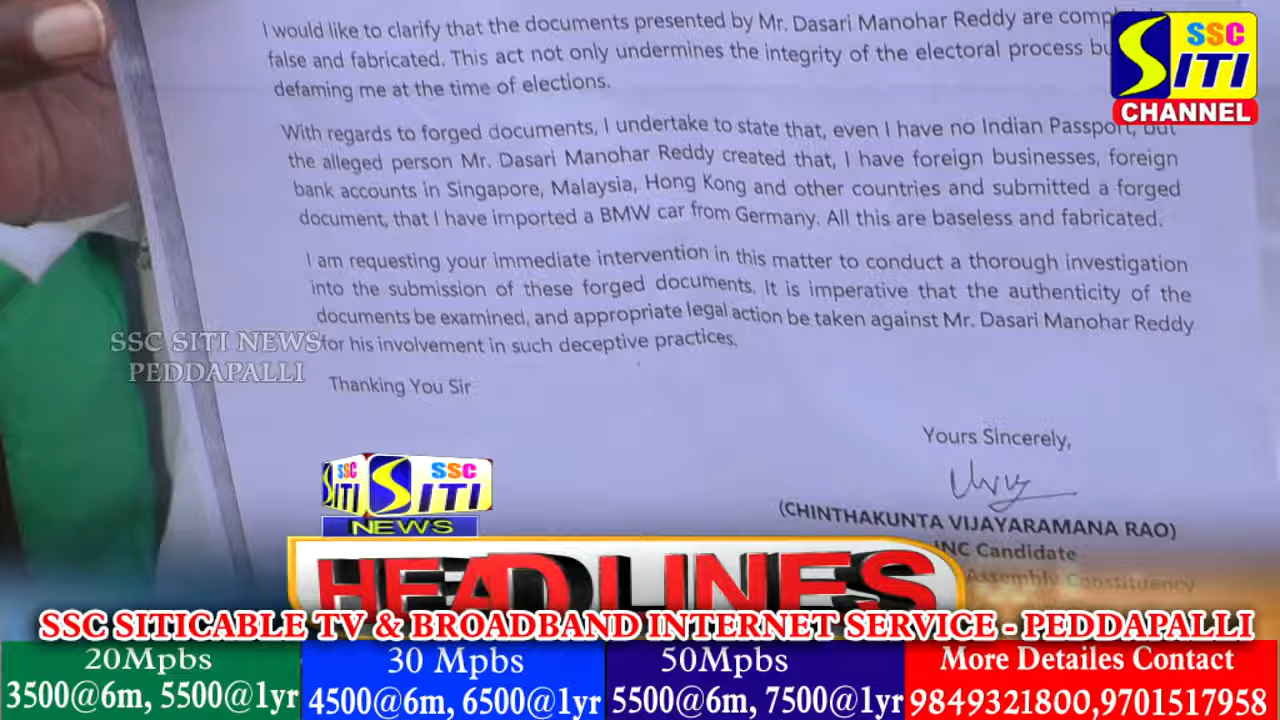 I would like to clarify that the documents presented by Mr. Dasari Manohar Reddy are
false and fabricated. This act not only undermines the integrity of the electoral process
defaming me at the time of elections.
With regards to forged documents, I undertake to state that, even I have no Indian Passport, but
the alleged person Mr. Dasari Manohar Reddy created that, I have foreign businesses, foreign
bank accounts in Singapore, Malaysia, Hong Kong and other countries and submitted a forged
document, that I have imported a BMW car from Germany. All this are baseless and fabricated.
I am requesting your immediate intervention in this matter to conduct a thorough investigation
into the submission of these forged documents. It is imperative that the authenticity of the
documents be examined, and appropriate legal action be taken against Mr. Dasari Manohar Reddy
for his involvement in such deceptive practices.
Thanking You Sir
Yours Sincerely,
(CHINTHAKUNTA VIJAYARAMANA RAO)
INC Candidate
Assembly Constituency
SSC
SITI
CHANNEL
SSC SITI NEWS
PEDDAPALLI
SSC SITI
SSC SITI
NEWS
HEADLINES
SSC SITICABLE TV & BROADBAND INTERNET SERVICE - PEDDAPALLI
20Mpbs
3500@6m, 5500@1yr
30 Mpbs
4500@6m, 6500@1yr
50Mpbs
5500@6m, 7500@1yr
More Detailes Contact
9849321800,9701517958